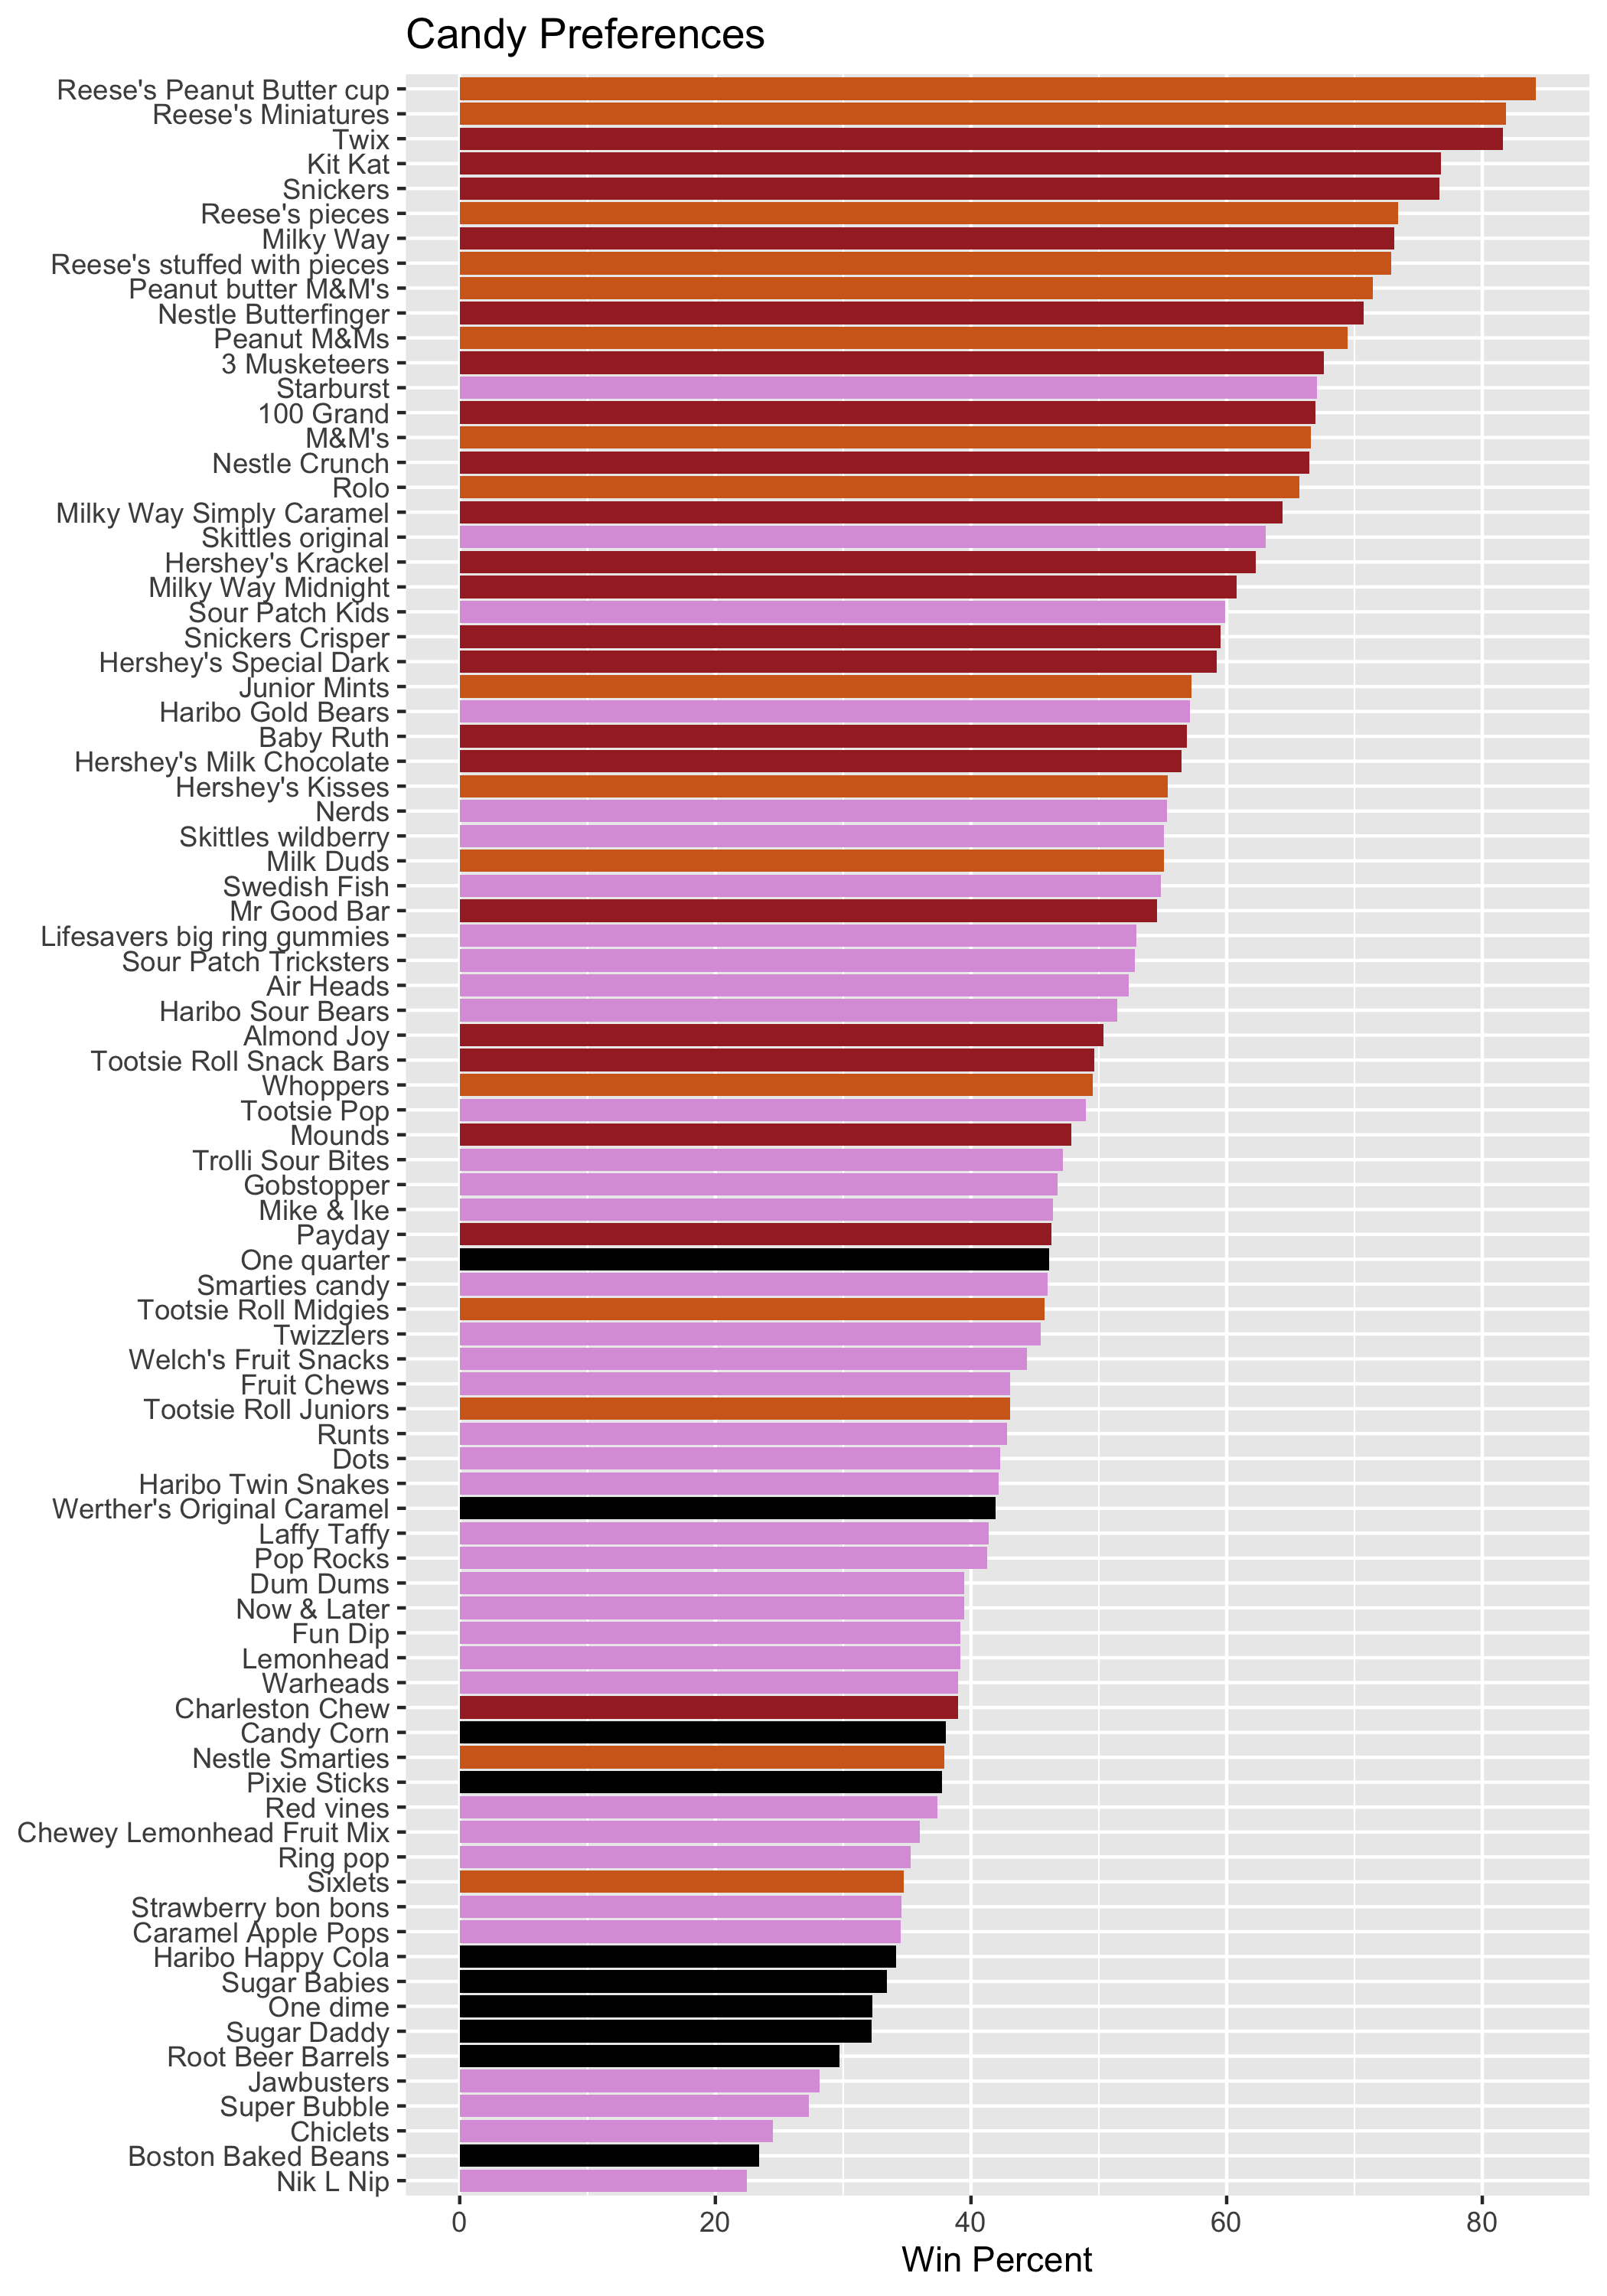 Candy Preferences
Reese's Peanut Butter cup
Reese's Miniatures
Twix
Kit Kat
Snickers
Reese's pieces
Milky Way
Reese's stuffed with pieces
Peanut butter M&M's
Nestle Butterfinger
Peanut M&Ms
3 Musketeers
Starburst
100 Grand
M&M's
Nestle Crunch
Rolo
Milky Way Simply Caramel
Skittles original
Hershey's Krackel
Milky Way Midnight
Sour Patch Kids
Snickers Crisper
Hershey's Special Dark
Junior Mints
Haribo Gold Bears
Baby Ruth
Hershey's Milk Chocolate
Hershey's Kisses
Nerds
Skittles wildberry
Milk Duds
Swedish Fish
Mr Good Bar
Lifesavers big ring gummies
Sour Patch Tricksters
Air Heads
Haribo Sour Bears
Almond Joy
Tootsie Roll Snack Bars
Whoppers
Tootsie Pop
Mounds
Trolli Sour Bites
Gobstopper
Mike & Ike
Payday
One quarter
Smarties candy
Tootsie Roll Midgies
Twizzlers
Welch's Fruit Snacks
Fruit Chews
Tootsie Roll Juniors
Runts
Dots
Haribo Twin Snakes
Werther's Original Caramel
Laffy Taffy
Pop Rocks
Dum Dums
Now & Later
Fun Dip
Lemonhead
Warheads
Charleston Chew
Candy Corn
Nestle Smarties
Pixie Sticks
Red vines
Chewey Lemonhead Fruit Mix
Ring pop
Sixlets
Strawberry bon bons
Caramel Apple Pops
Haribo Happy Cola
Sugar Babies
One dime
Sugar Daddy
Root Beer Barrels
Jawbusters
Super Bubble
Chiclets
Boston Baked Beans
Nik L Nip
0 20 40 60 80
Win Percent